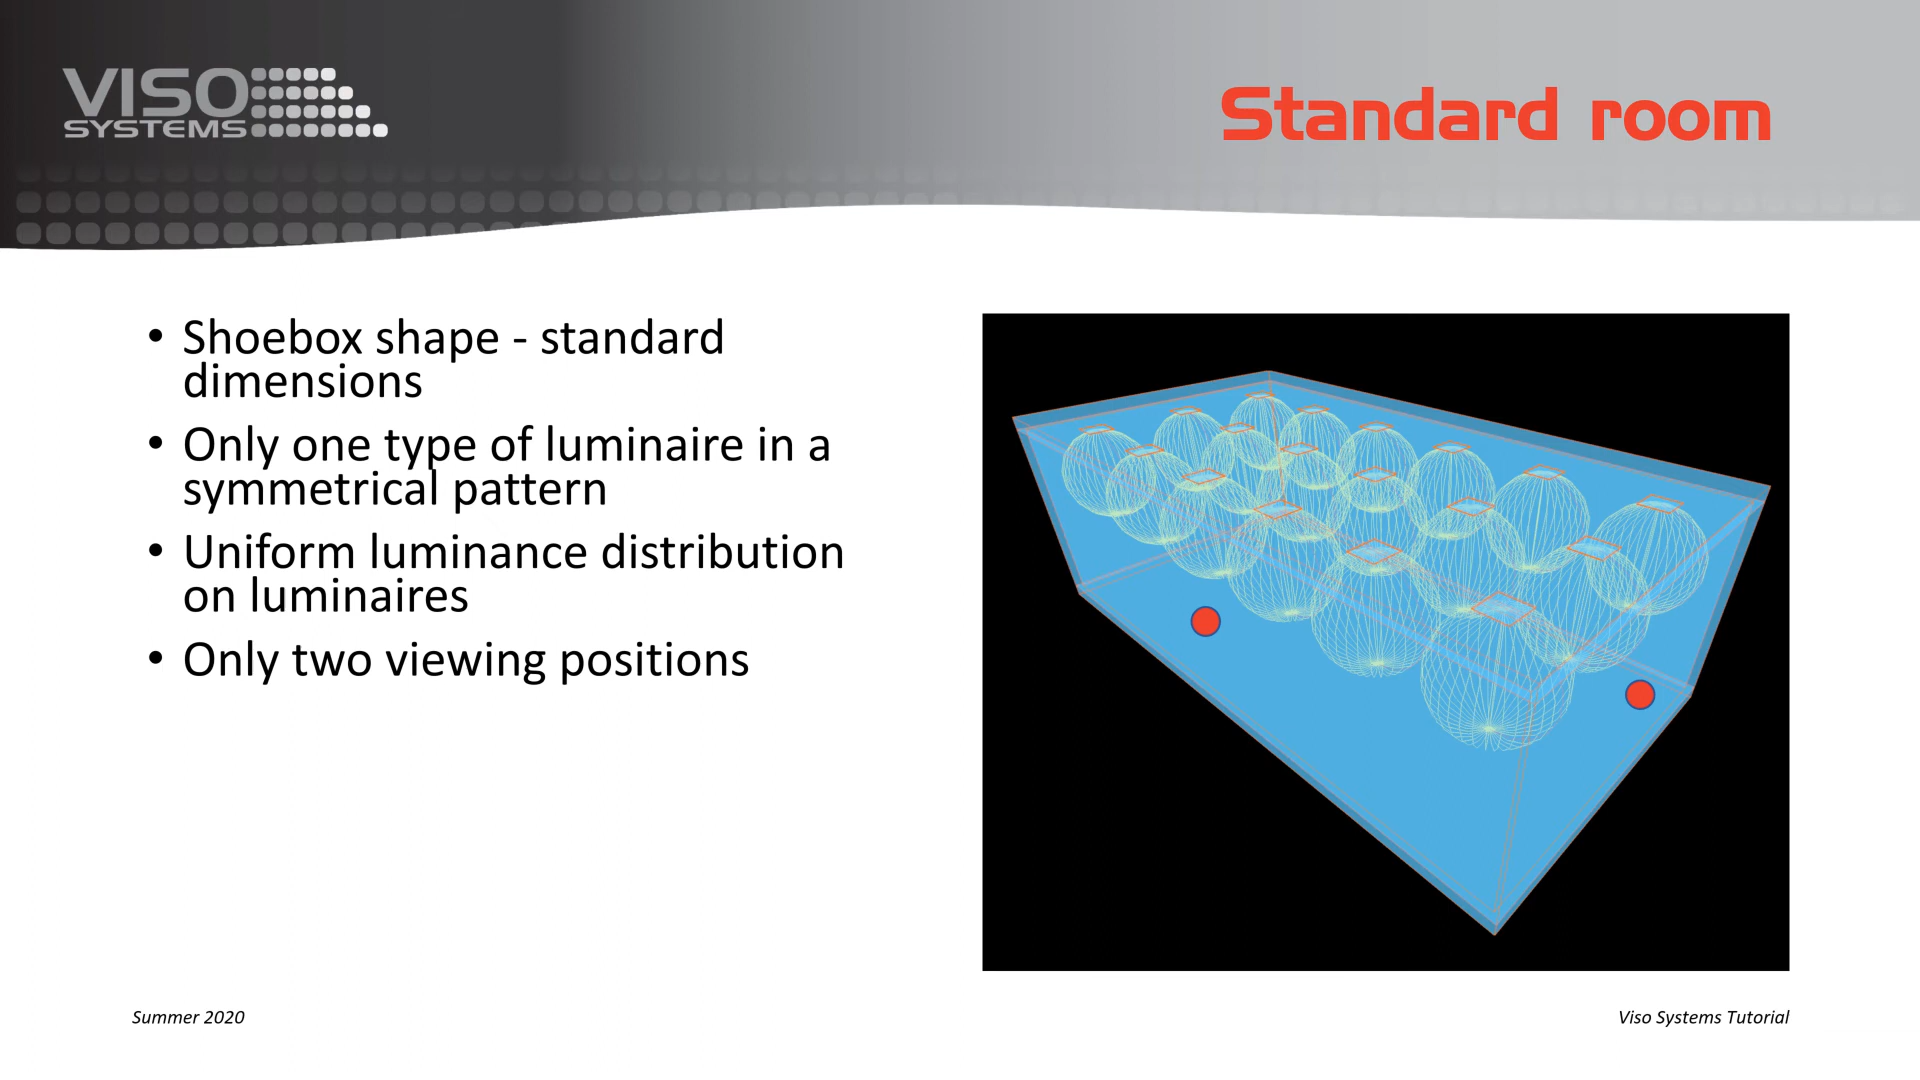 VISO
SYSTEMS
Standard room
• Shoebox shape - standard
dimensions
• Only one type of luminaire in a
symmetrical pattern
• Uniform luminance distribution
on luminaires
• Only two viewing positions
Summer 2020
Viso Systems Tutorial